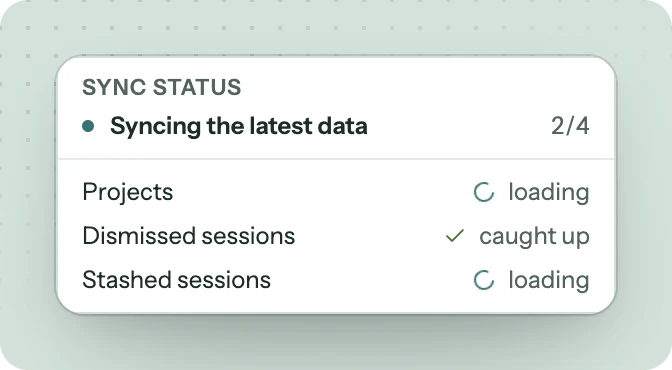 SYNC STATUS
Syncing the latest data 2/4
Projects loading
Dismissed sessions caught up
Stashed sessions loading